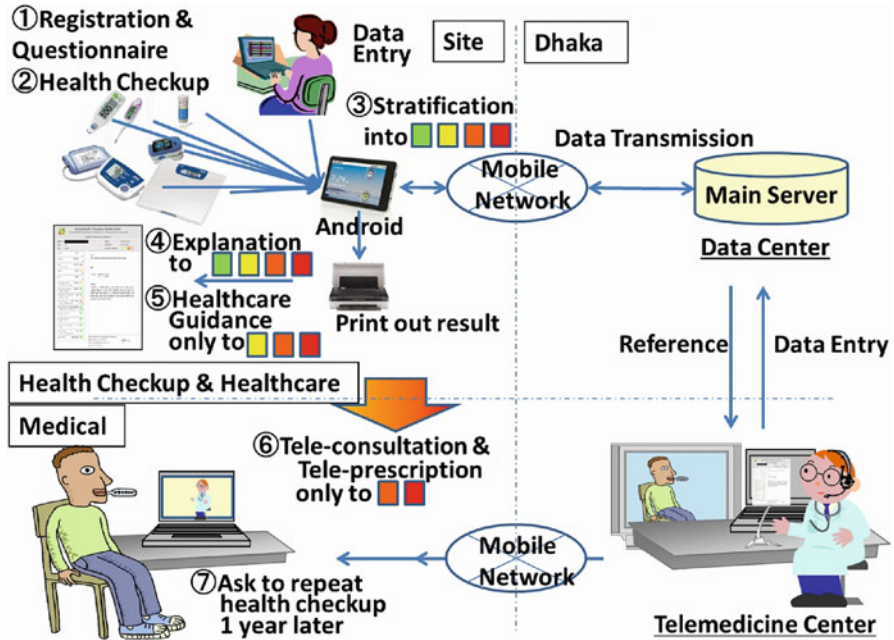 ①Registration &
Questionnaire
②Health Checkup
Data
Entry
Site
Dhaka
③Stratification
into
Data Transmission
Mobile
Network
Main Server
Data Center
Android
④Explanation
to
⑤Healthcare
Guidance
only to
Print out result
Reference
Data Entry
Health Checkup & Healthcare
Medical
⑥Tele-consultation &
Tele-prescription
only to
Mobile
Network
⑦Ask to repeat
health checkup
1 year later
Telemedicine Center